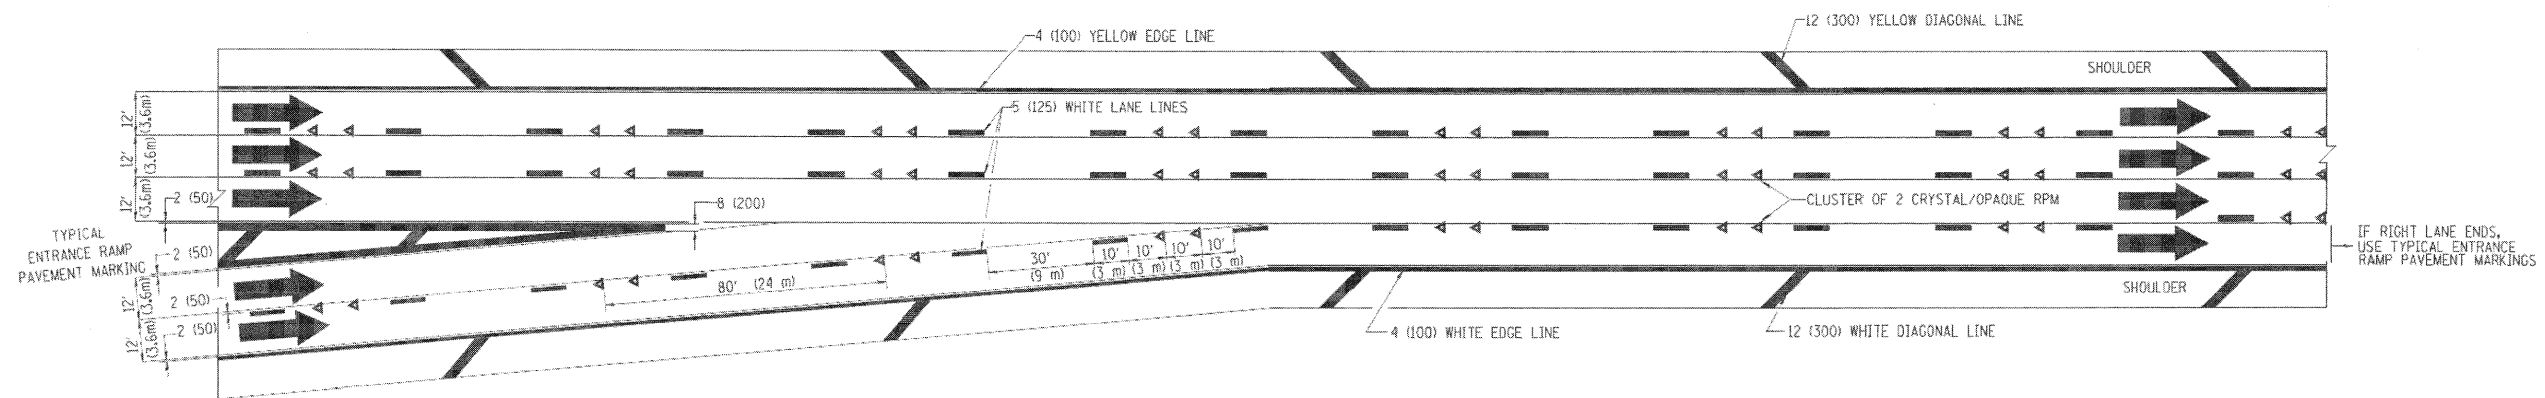 12 (300) YELLOW DIAGONAL LINE
4 (100) YELLOW EDGE LINE
SHOULDER
5 (125) WHITE LANE LINES
12'
(3.6m)
12'
(3.6m)
12'
(3.6m)
2 (50)
8 (200)
CLUSTER OF 2 CRYSTAL/OPAQUE RPM
TYPICAL
ENTRANCE RAMP
PAVEMENT MARKING
2 (50)
IF RIGHT LANE ENDS,
USE TYPICAL ENTRANCE
RAMP PAVEMENT MARKINGS
30'
(9 m)
10'
(3 m)
10'
(3 m)
10'
(3 m)
10'
(3 m)
80' (24 m)
12'
(3.6m)
2 (50)
12'
(3.6m)
2 (50)
SHOULDER
4 (100) WHITE EDGE LINE
12 (300) WHITE DIAGONAL LINE